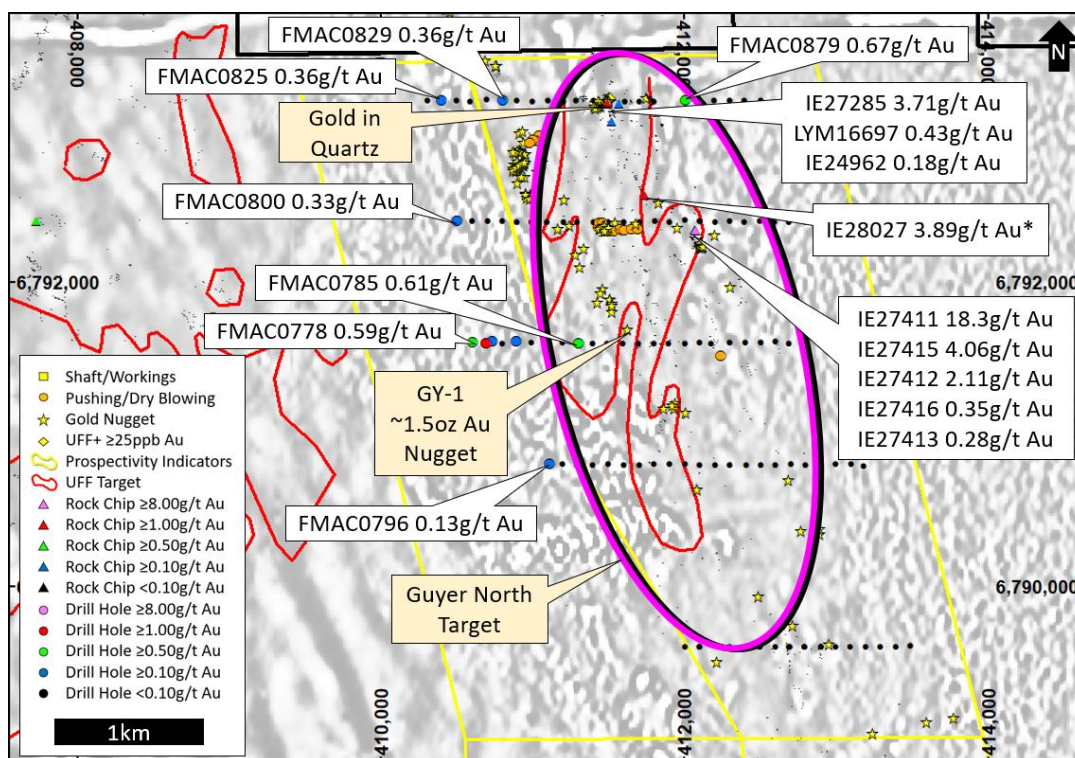 408,000
412,000
414,000
N
FMAC0829 0.36g/t Au
FMAC0879 0.67g/t Au
FMAC0825 0.36g/t Au
Gold in
Quartz
IE27285 3.71g/t Au
LYM16697 0.43g/t Au
IE24962 0.18g/t Au
FMAC0800 0.33g/t Au
IE28027 3.89g/t Au*
6,792,000
6,792,000
FMAC0785 0.61g/t Au
FMAC0778 0.59g/t Au
IE27411 18.3g/t Au
IE27415 4.06g/t Au
IE27412 2.11g/t Au
IE27416 0.35g/t Au
IE27413 0.28g/t Au
GY-1
~1.5oz Au
Nugget
FMAC0796 0.13g/t Au
Guyer North
Target
6,790,000
Shaft/Workings
Pushing/Dry Blowing
Gold Nugget
UFF+ ≥25ppb Au
Prospectivity Indicators
UFF Target
Rock Chip ≥8.00g/t Au
Rock Chip ≥1.00g/t Au
Rock Chip ≥0.50g/t Au
Rock Chip ≥0.10g/t Au
Rock Chip <0.10g/t Au
Drill Hole ≥8.00g/t Au
Drill Hole ≥1.00g/t Au
Drill Hole ≥0.50g/t Au
Drill Hole ≥0.10g/t Au
Drill Hole <0.10g/t Au
1km
410,000
412,000
414,000